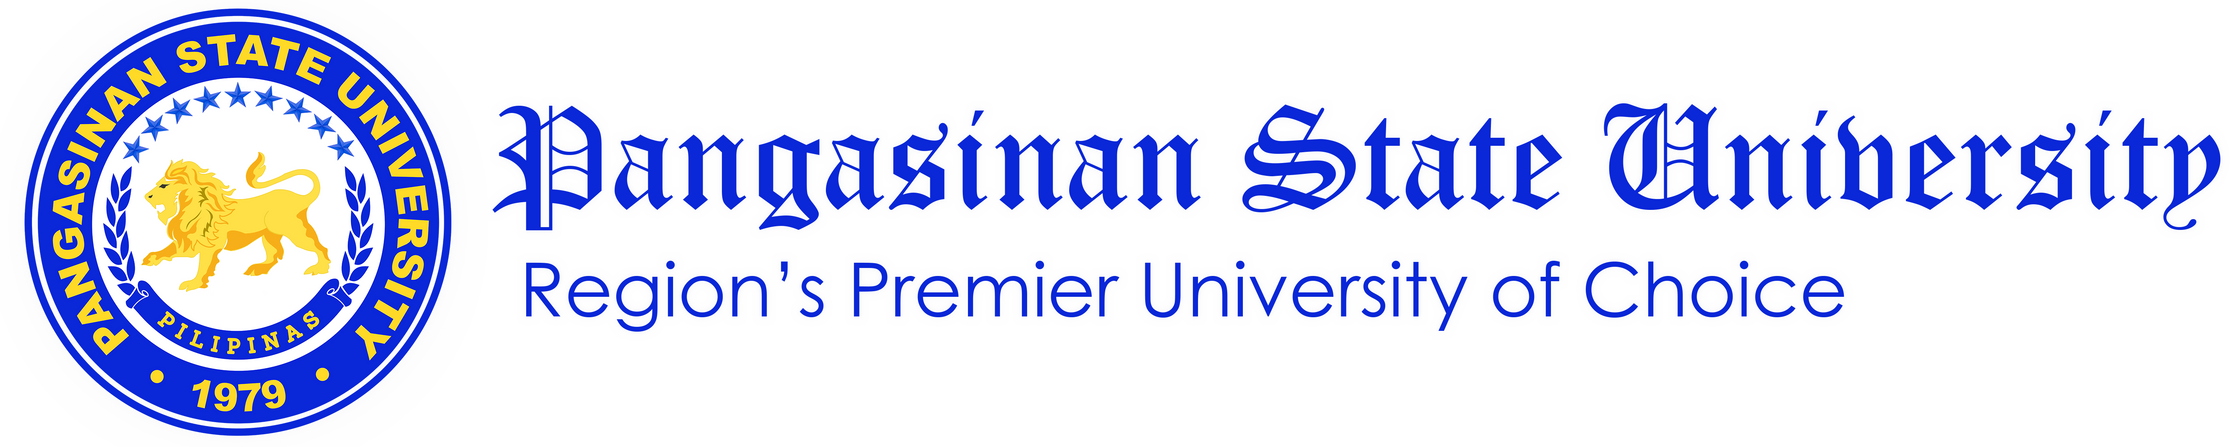 PANGASINAN STATE UNIVERSITY
PILIPINAS
• 1979 •
Pangasinan State University
Region's Premier University of Choice